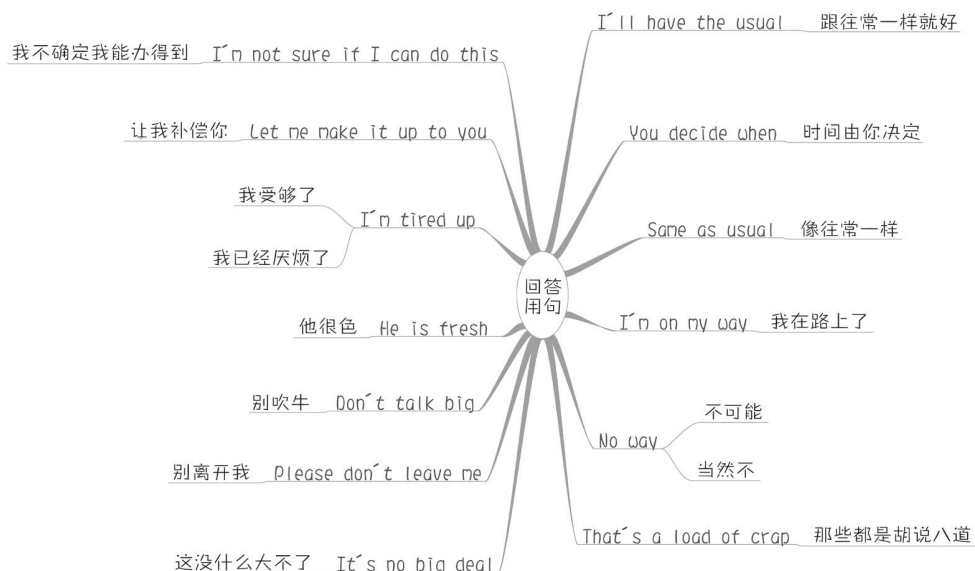 回答
用句
I'll have the usual 跟往常一样就好
You decide when 时间由你决定
Same as usual 像往常一样
I'm on my way 我在路上了
No way
不可能
当然不
That's a load of crap 那些都是胡说八道
我不确定我能办得到 I'm not sure if I can do this
让我补偿你 Let me make it up to you
I'm tired up
我受够了
我已经厌烦了
他很色 He is fresh
别吹牛 Don't talk big
别离开我 Please don't leave me
这没什么大不了 It's no big deal